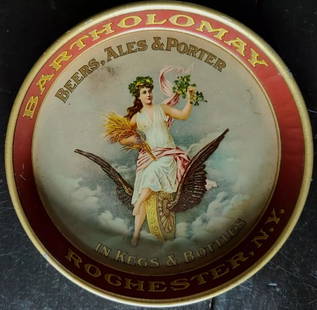 BARTHOLOMAY
BEERS, ALES & PORTER
IN KEGS & BOTTLES
ROCHESTER, N.Y.